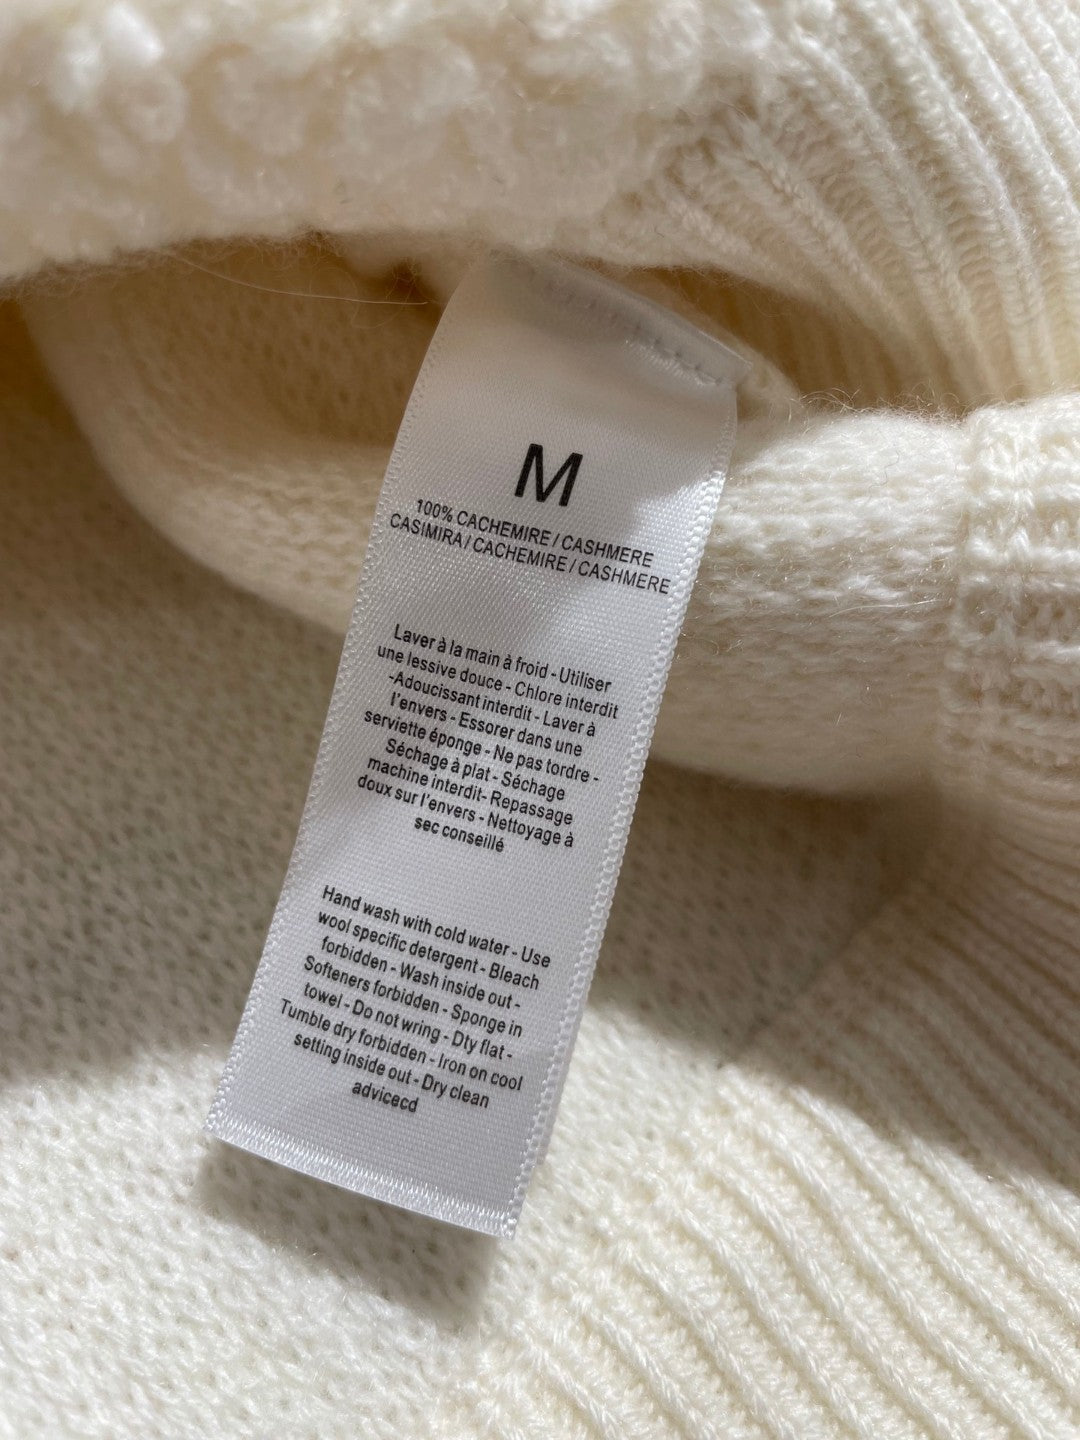 M
100% CACHEMIRE / CASHMERE
CASIMIRA / CACHEMIRE / CASHMERE
Laver à la main à froid - Utiliser
une lessive douce - Chlore interdit
-Adoucissant interdit - Laver à
l'envers - Essorer dans une
serviette éponge - Ne pas tordre -
Séchage à plat - Séchage
machine interdit- Repassage
doux sur l'envers - Nettoyage à
sec conseillé
Hand wash with cold water - Use
wool specific detergent - Bleach
forbidden - Wash inside out -
Softeners forbidden - Sponge in
towel - Do not wring - Dty flat -
Tumble dry forbidden - Iron on cool
setting inside out - Dry clean
advicecd